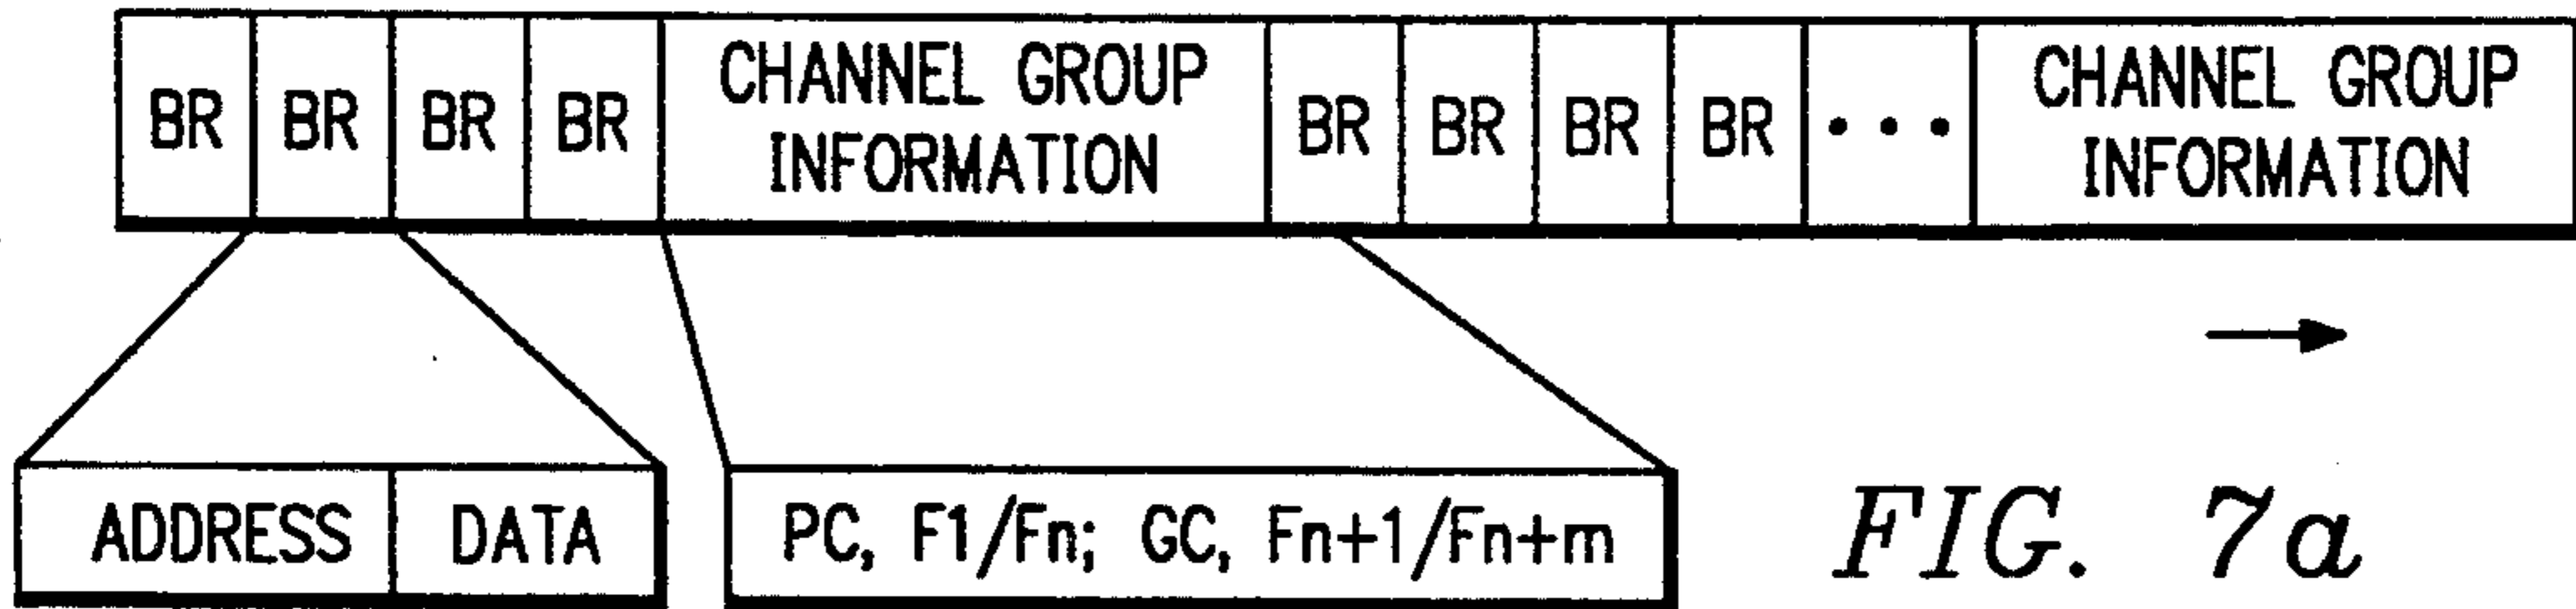 BR BR BR BR CHANNEL GROUP INFORMATION BR BR BR BR ... CHANNEL GROUP INFORMATION
ADDRESS DATA PC, F1/Fn; GC, Fn+1/Fn+m
FIG. 7a